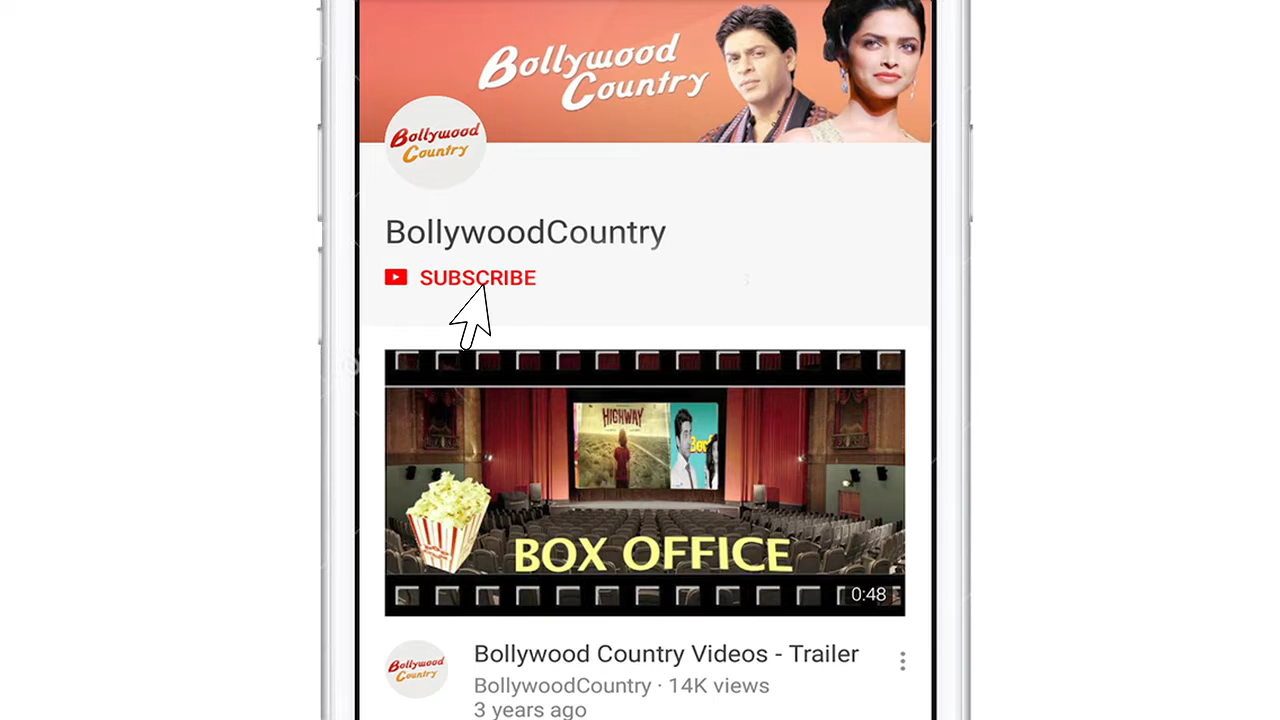 Bollywood
Country
Bollywood
Country
BollywoodCountry
SUBSCRIBE
HIGHWAY
BOX OFFICE
0:48
Bollywood
Country
Bollywood Country Videos - Trailer
BollywoodCountry · 14K views
3 years ago